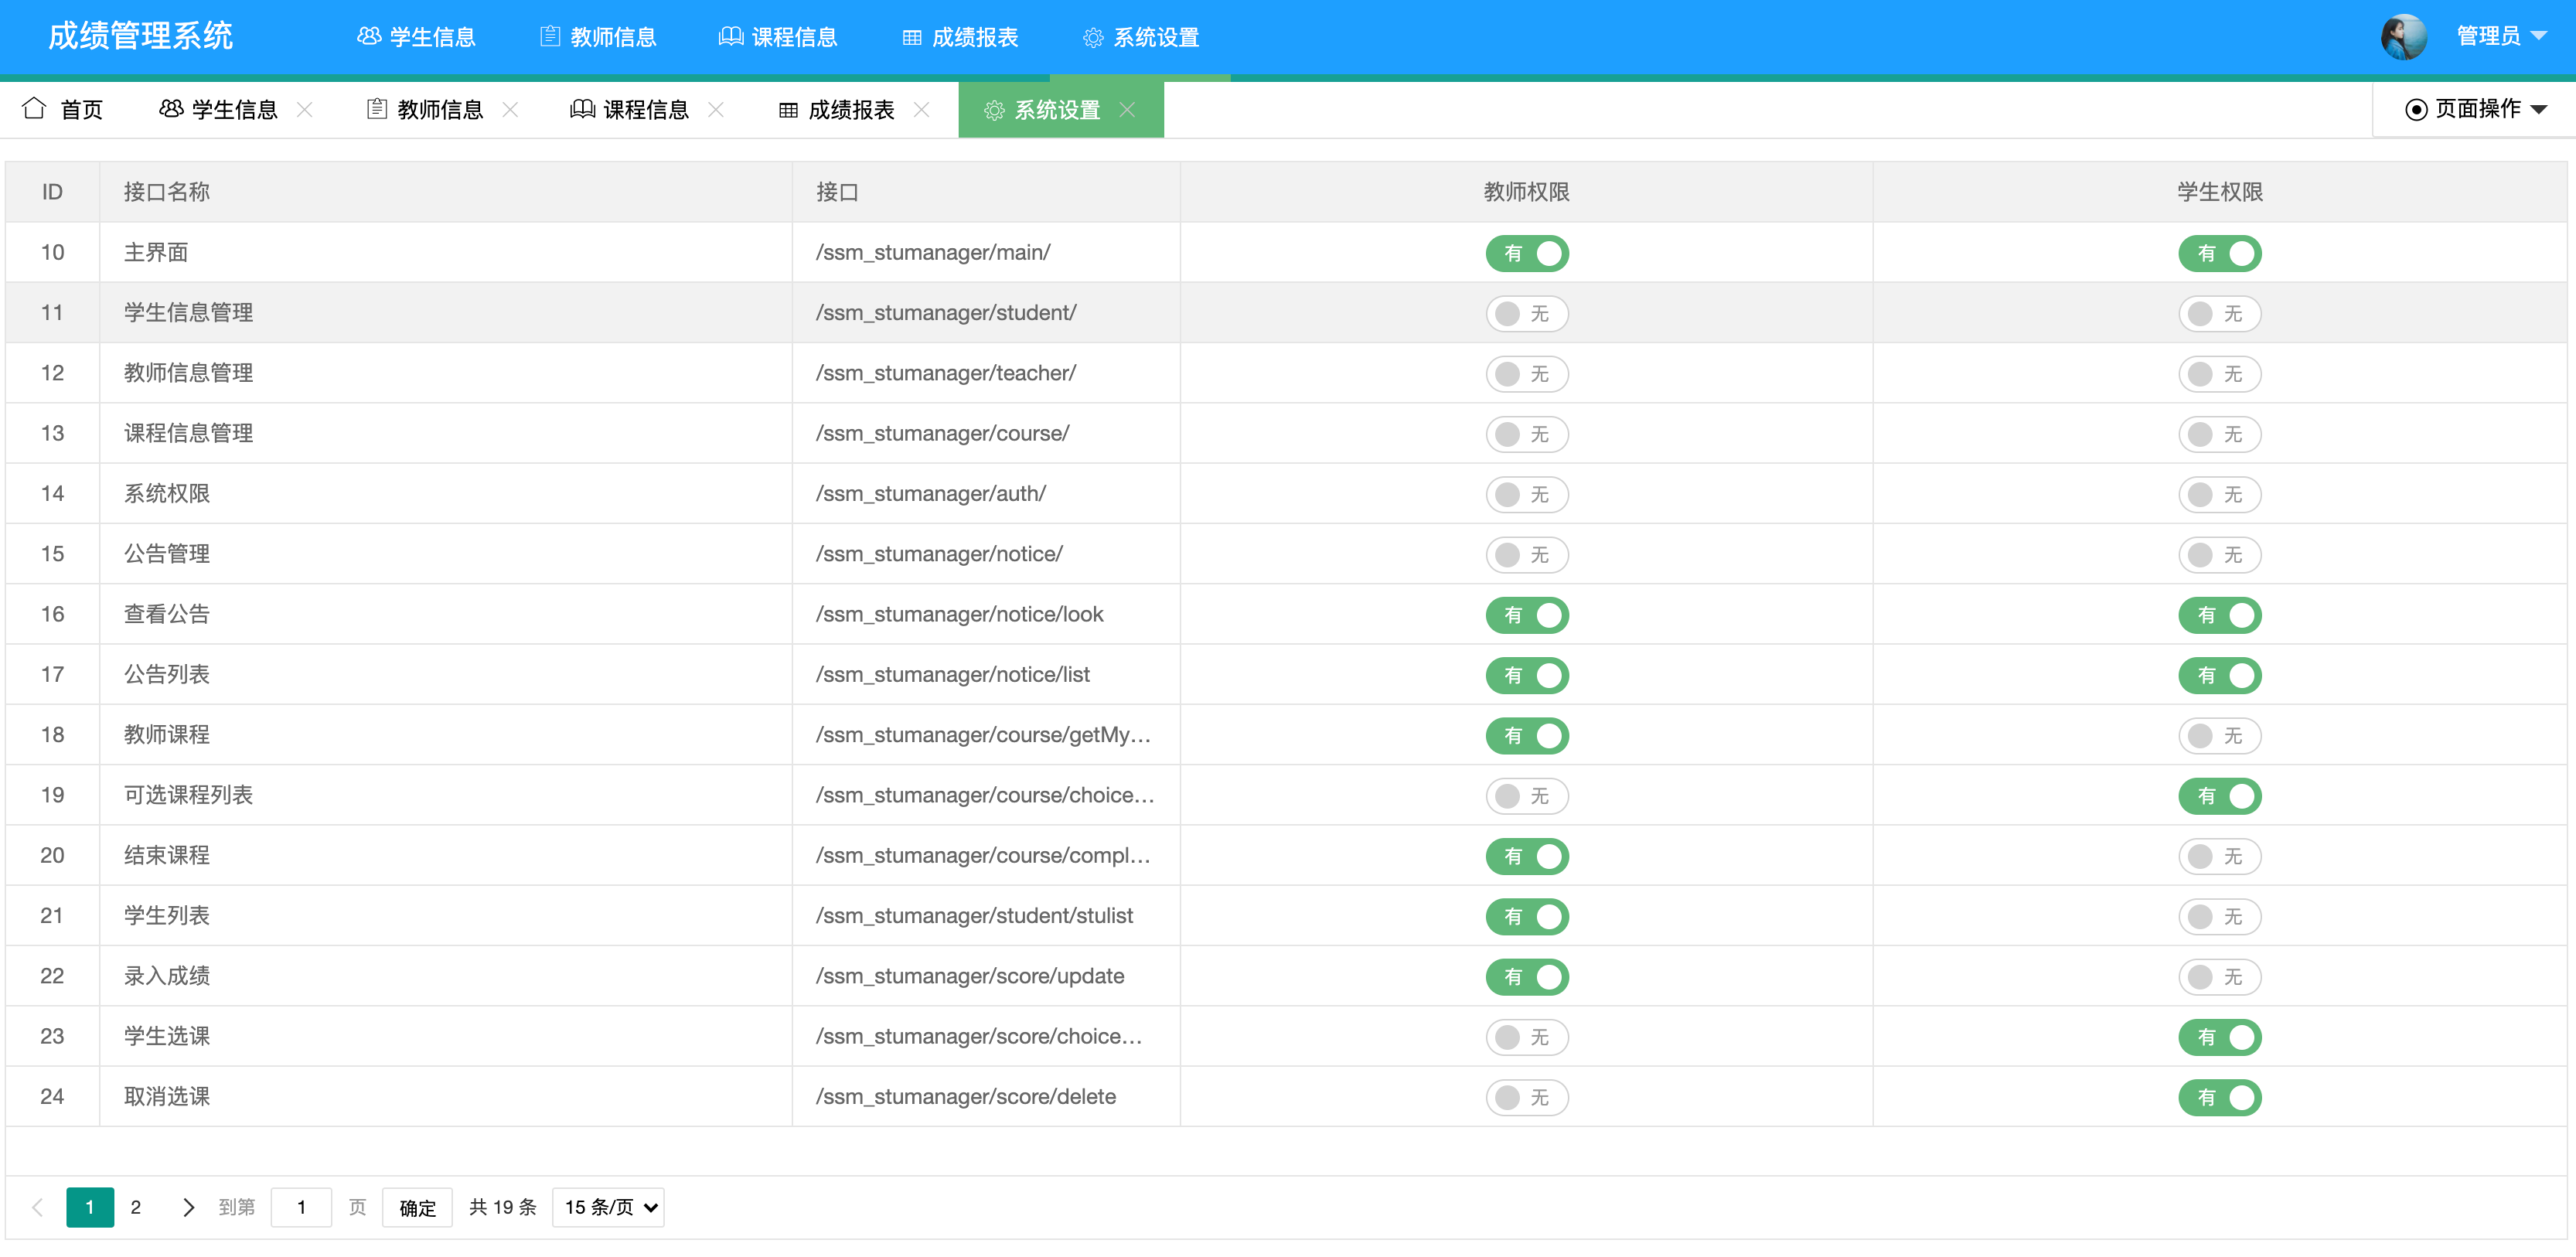 成绩管理系统 学生信息 教师信息 课程信息 成绩报表 系统设置 管理员
首页 学生信息 教师信息 课程信息 成绩报表 系统设置 页面操作
ID 接口名称 接口 教师权限 学生权限
10 主界面 /ssm_stumanager/main/ 有 有
11 学生信息管理 /ssm_stumanager/student/ 无 无
12 教师信息管理 /ssm_stumanager/teacher/ 无 无
13 课程信息管理 /ssm_stumanager/course/ 无 无
14 系统权限 /ssm_stumanager/auth/ 无 无
15 公告管理 /ssm_stumanager/notice/ 无 无
16 查看公告 /ssm_stumanager/notice/look 有 有
17 公告列表 /ssm_stumanager/notice/list 有 有
18 教师课程 /ssm_stumanager/course/getMy... 有 无
19 可选课程列表 /ssm_stumanager/course/choice... 无 有
20 结束课程 /ssm_stumanager/course/compl... 有 无
21 学生列表 /ssm_stumanager/student/stulist 有 无
22 录入成绩 /ssm_stumanager/score/update 有 无
23 学生选课 /ssm_stumanager/score/choice... 无 有
24 取消选课 /ssm_stumanager/score/delete 无 有
1 2 到第 1 页 确定 共 19 条 15 条/页